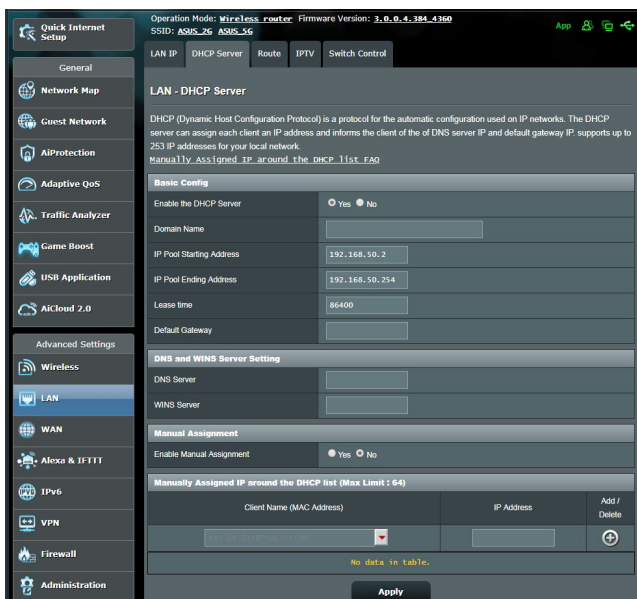 Quick Internet Setup
Operation Mode: Wireless router Firmware Version: 3.0.0.4.384_4360
SSID: ASUS_2G ASUS_5G
App
General
Network Map
Guest Network
AiProtection
Adaptive QoS
Traffic Analyzer
Game Boost
USB Application
AiCloud 2.0
Advanced Settings
Wireless
LAN
WAN
Alexa & IFTTT
IPv6
VPN
Firewall
Administration
LAN IP DHCP Server Route IPTV Switch Control
LAN - DHCP Server
DHCP (Dynamic Host Configuration Protocol) is a protocol for the automatic configuration used on IP networks. The DHCP
server can assign each client an IP address and informs the client of the of DNS server IP and default gateway IP. supports up to
253 IP addresses for your local network.
Manually Assigned IP around the DHCP list FAQ
Basic Config
Enable the DHCP Server Yes No
Domain Name
IP Pool Starting Address 192.168.50.2
IP Pool Ending Address 192.168.50.254
Lease time 86400
Default Gateway
DNS and WINS Server Setting
DNS Server
WINS Server
Manual Assignment
Enable Manual Assignment Yes No
Manually Assigned IP around the DHCP list (Max Limit : 64)
Client Name (MAC Address) IP Address Add / Delete
No data in table.
Apply